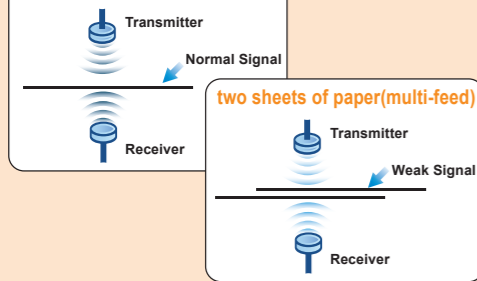 Transmitter
Normal Signal
Receiver
two sheets of paper(multi-feed)
Transmitter
Weak Signal
Receiver